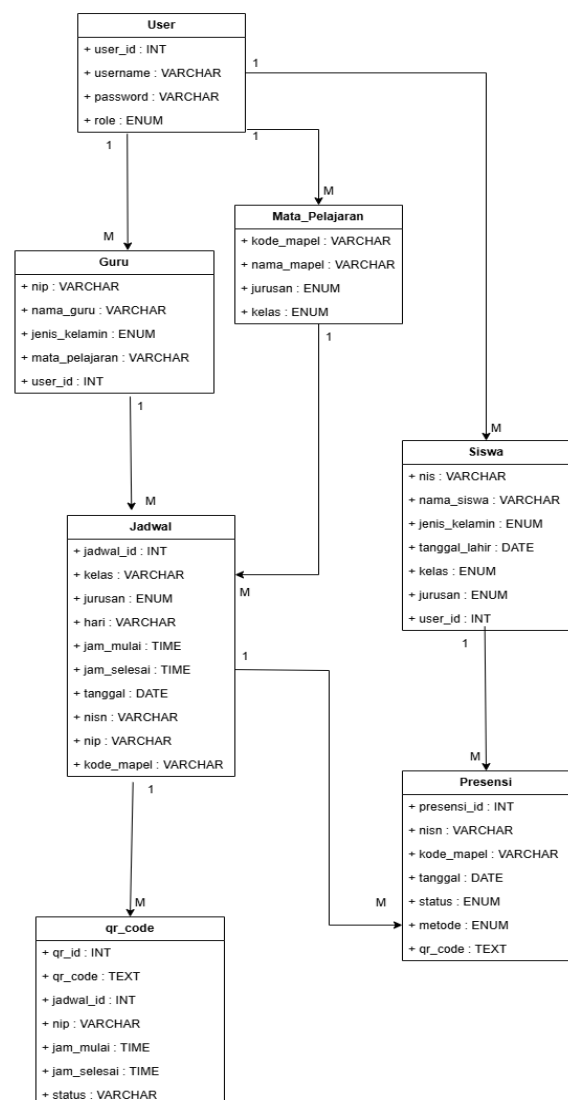 User
+ user_id : INT
+ username : VARCHAR
+ password : VARCHAR
+ role : ENUM
1
1
1
M
M
Mata_Pelajaran
+ kode_mapel : VARCHAR
+ nama_mapel : VARCHAR
+ jurusan : ENUM
+ kelas : ENUM
1
Guru
+ nip : VARCHAR
+ nama_guru : VARCHAR
+ jenis_kelamin : ENUM
+ mata_pelajaran : VARCHAR
+ user_id : INT
1
M
M
Siswa
+ nis : VARCHAR
+ nama_siswa : VARCHAR
+ jenis_kelamin : ENUM
+ tanggal_lahir : DATE
+ kelas : ENUM
+ jurusan : ENUM
+ user_id : INT
1
Jadwal
+ jadwal_id : INT
+ kelas : VARCHAR
+ jurusan : ENUM
+ hari : VARCHAR
+ jam_mulai : TIME
+ jam_selesai : TIME
+ tanggal : DATE
+ nisn : VARCHAR
+ nip : VARCHAR
+ kode_mapel : VARCHAR
M
1
1
M
Presensi
+ presensi_id : INT
+ nisn : VARCHAR
+ kode_mapel : VARCHAR
+ tanggal : DATE
+ status : ENUM
+ metode : ENUM
+ qr_code : TEXT
M
M
qr_code
+ qr_id : INT
+ qr_code : TEXT
+ jadwal_id : INT
+ nip : VARCHAR
+ jam_mulai : TIME
+ jam_selesai : TIME
+ status : VARCHAR